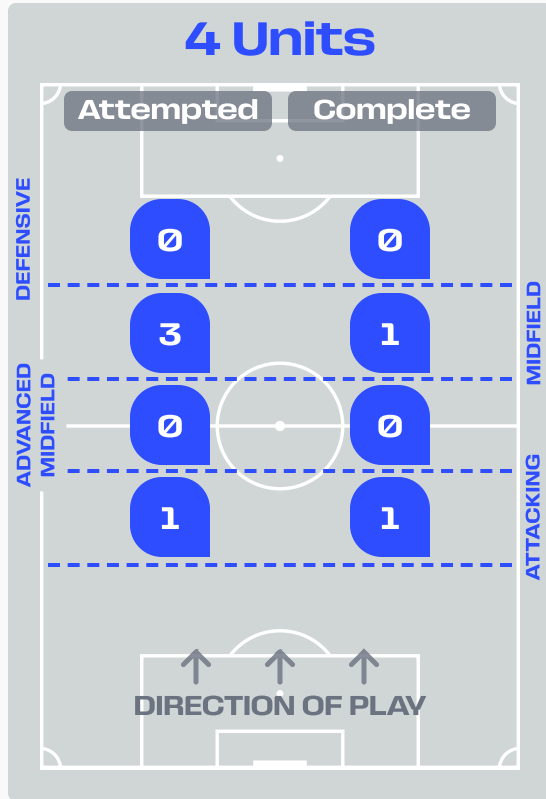 4 Units
Attempted Complete
DEFENSIVE
0 0
MIDFIELD
3 1
ADVANCED
MIDFIELD
0 0
ATTACKING
1 1
DIRECTION OF PLAY